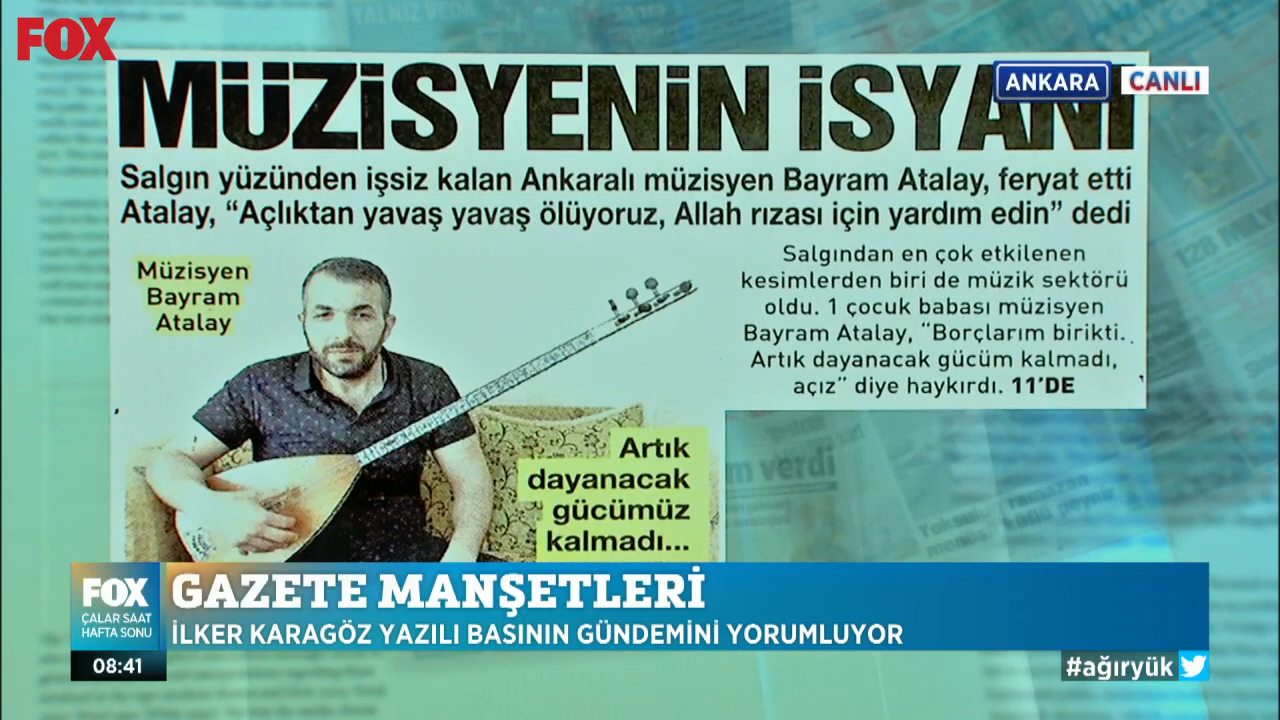 FOX
ANKARA
CANLI
MÜZİSYENİN İSYANI
Salgın yüzünden işsiz kalan Ankaralı müzisyen Bayram Atalay, feryat etti
Atalay, “Açlıktan yavaş yavaş ölüyoruz, Allah rızası için yardım edin” dedi
Müzisyen
Bayram
Atalay
Salgından en çok etkilenen
kesimlerden biri de müzik sektörü
oldu. 1 çocuk babası müzisyen
Bayram Atalay, “Borçlarım birikti.
Artık dayanacak gücüm kalmadı,
açız” diye haykırdı. 11’DE
Artık
dayanacak
gücümüz
kalmadı...
m verdi
FOX
ÇALAR SAAT
HAFTA SONU
08:41
GAZETE MANŞETLERİ
İLKER KARAGÖZ YAZILI BASININ GÜNDEMİNİ YORUMLUYOR
#ağıryük